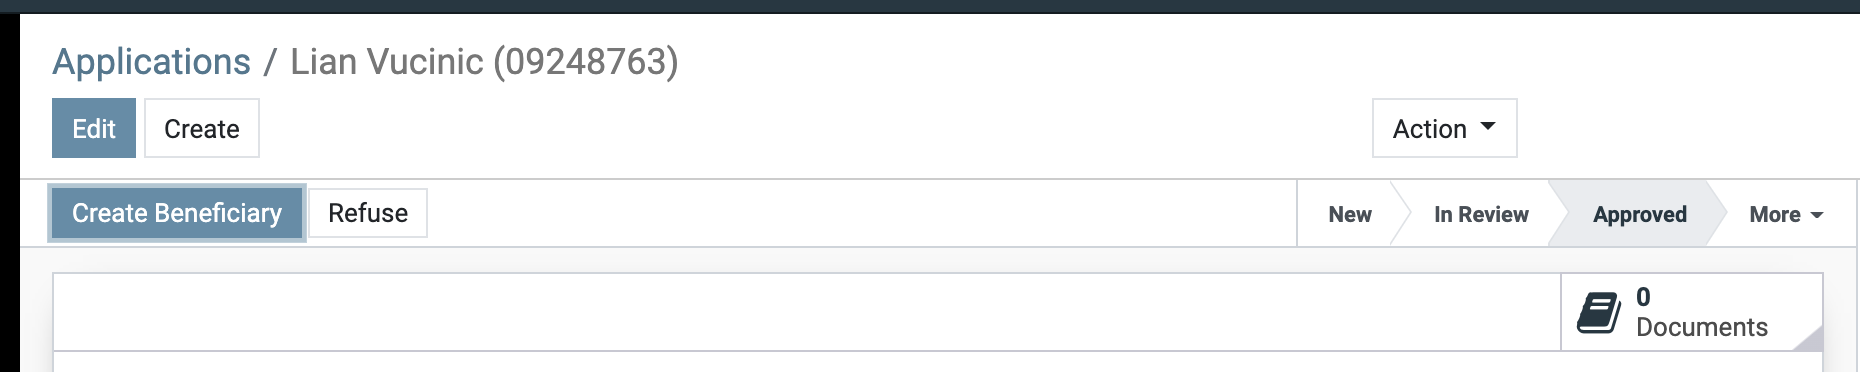 Applications / Lian Vucinic (09248763)
Edit Create Action
Create Beneficiary Refuse New In Review Approved More
0
Documents